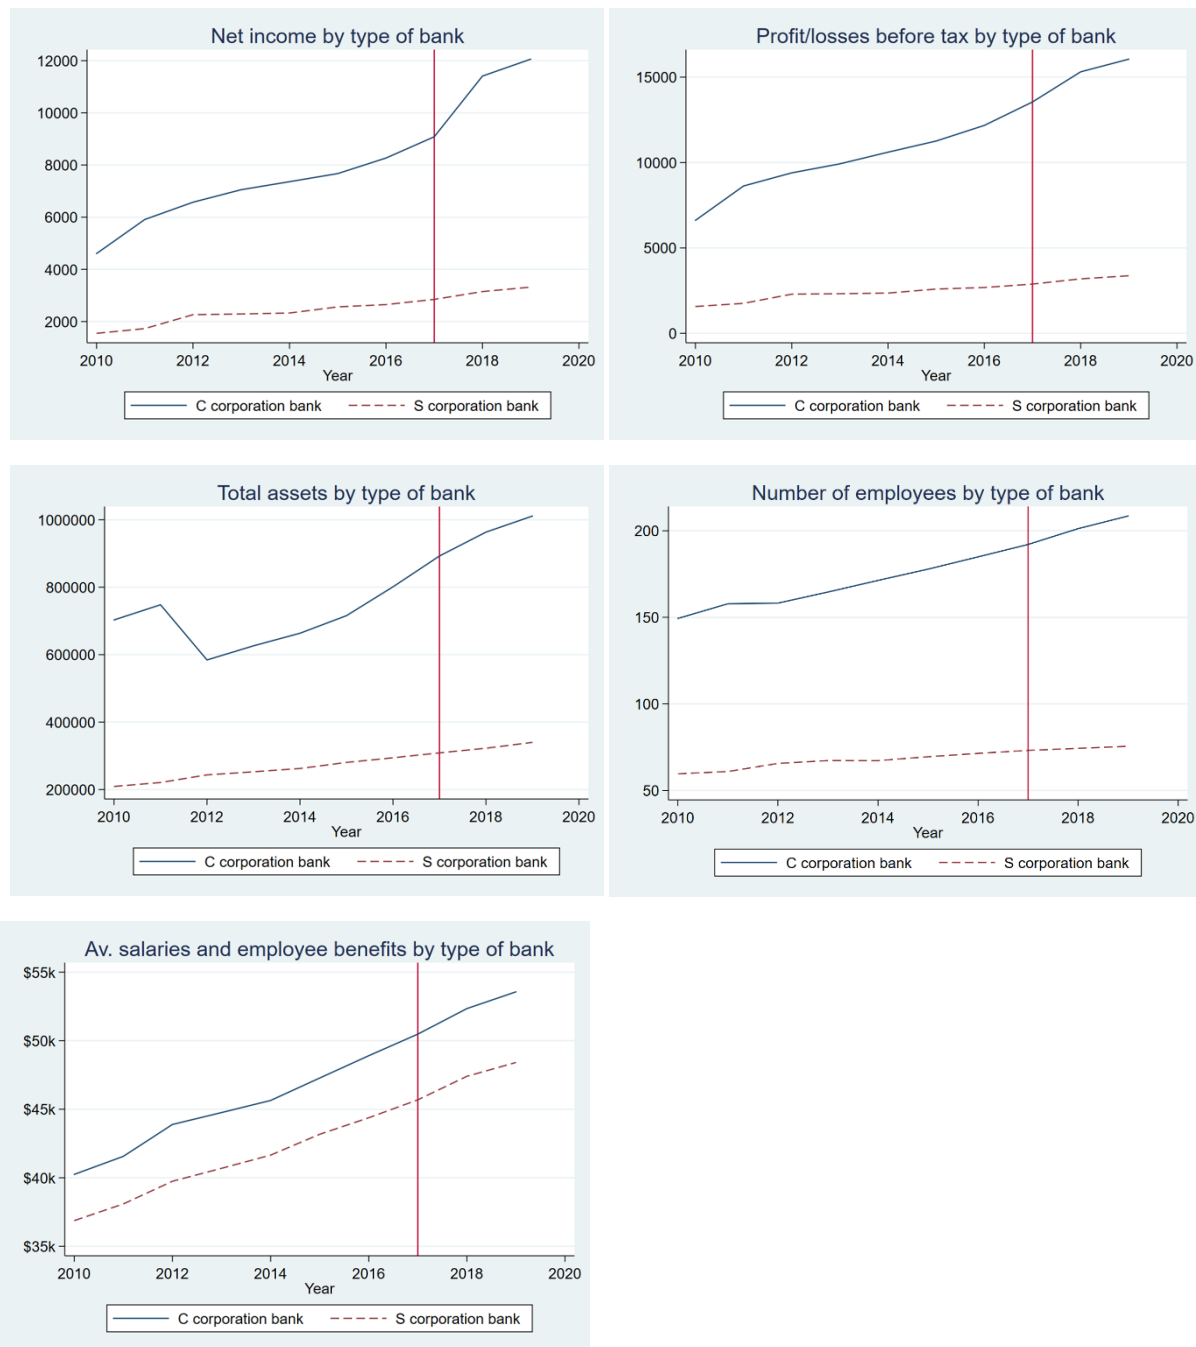 Net income by type of bank
12000
10000
8000
6000
4000
2000
2010 2012 2014 2016 2018 2020
Year
C corporation bank S corporation bank
Profit/losses before tax by type of bank
15000
10000
5000
0
2010 2012 2014 2016 2018 2020
Year
C corporation bank S corporation bank
Total assets by type of bank
1000000
800000
600000
400000
200000
2010 2012 2014 2016 2018 2020
Year
C corporation bank S corporation bank
Number of employees by type of bank
200
150
100
50
2010 2012 2014 2016 2018 2020
Year
C corporation bank S corporation bank
Av. salaries and employee benefits by type of bank
$55k
$50k
$45k
$40k
$35k
2010 2012 2014 2016 2018 2020
Year
C corporation bank S corporation bank